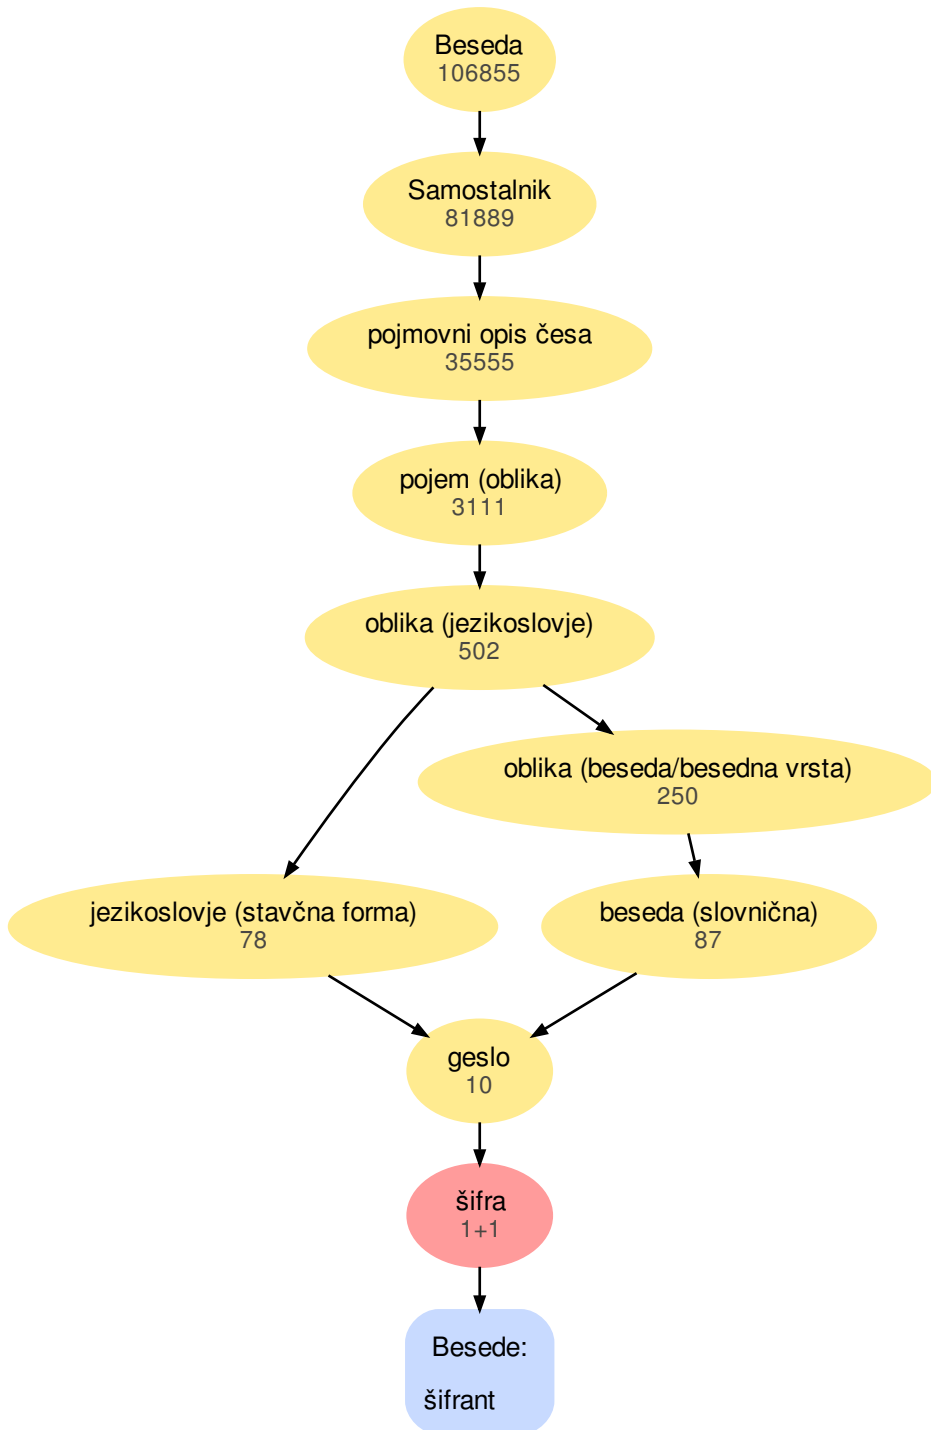 Beseda
106855
Samostalnik
81889
pojmovni opis česa
35555
pojem (oblika)
3111
oblika (jezikoslovje)
502
oblika (beseda/besedna vrsta)
250
jezikoslovje (stavčna forma)
78
beseda (slovnična)
87
geslo
10
šifra
1+1
Besede:
šifrant